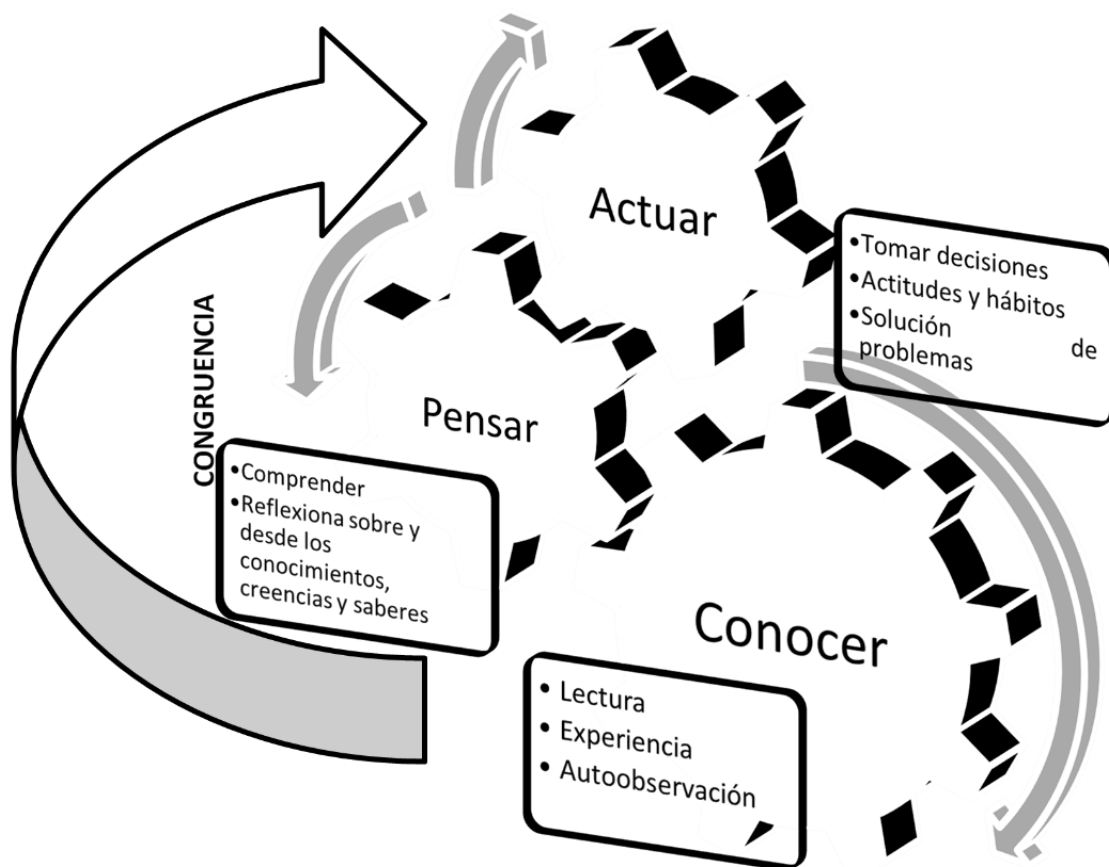 Actuar
•Tomar decisiones
•Actitudes y hábitos
•Solución de
problemas
CONGRUENCIA
Pensar
•Comprender
•Reflexiona sobre y
desde los
conocimientos,
creencias y saberes
Conocer
• Lectura
• Experiencia
• Autoobservación